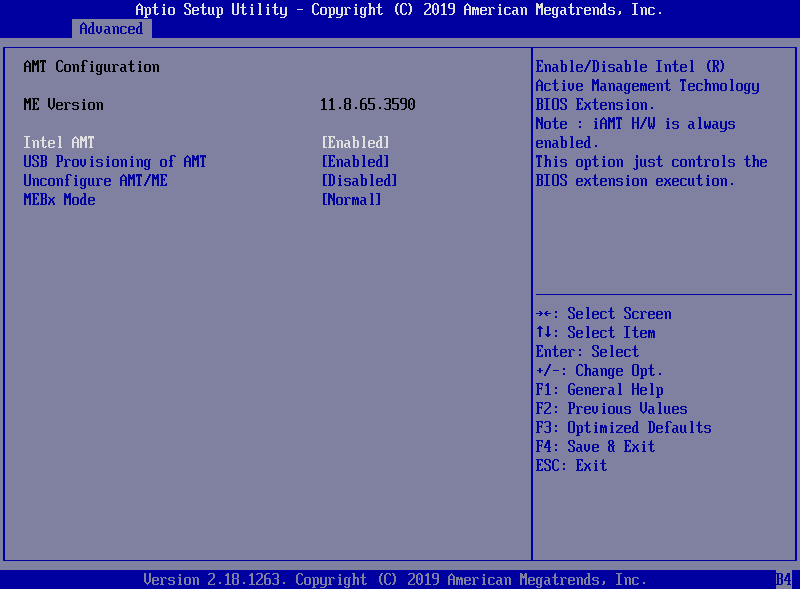 Aptio Setup Utility - Copyright (C) 2019 American Megatrends, Inc.
Advanced
AMT Configuration
ME Version 11.8.65.3590
Intel AMT [Enabled]
USB Provisioning of AMT [Enabled]
Unconfigure AMT/ME [Disabled]
MEBx Mode [Normal]
Enable/Disable Intel (R)
Active Management Technology
BIOS Extension.
Note : iAMT H/W is always
enabled.
This option just controls the
BIOS extension execution.
→←: Select Screen
↑↓: Select Item
Enter: Select
+/-: Change Opt.
F1: General Help
F2: Previous Values
F3: Optimized Defaults
F4: Save & Exit
ESC: Exit
Version 2.18.1263. Copyright (C) 2019 American Megatrends, Inc.
B4